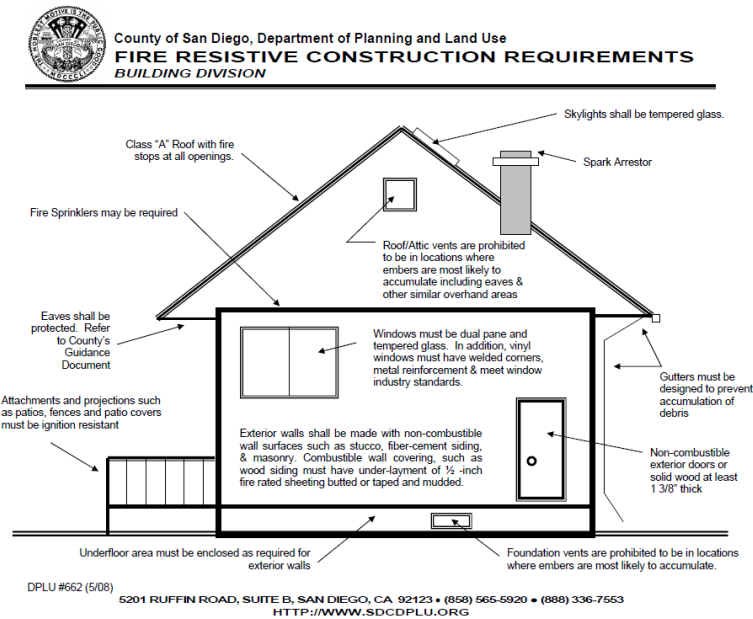 County of San Diego, Department of Planning and Land Use
FIRE RESISTIVE CONSTRUCTION REQUIREMENTS
BUILDING DIVISION
Skylights shall be tempered glass.
Class “A” Roof with fire
stops at all openings.
Spark Arrestor
Fire Sprinklers may be required
Roof/Attic vents are prohibited
to be in locations where
embers are most likely to
accumulate including eaves &
other similar overhand areas
Eaves shall be
protected. Refer
to County’s
Guidance
Document
Windows must be dual pane and
tempered glass. In addition, vinyl
windows must have welded corners,
metal reinforcement & meet window
industry standards.
Gutters must be
designed to prevent
accumulation of
debris
Attachments and projections such
as patios, fences and patio covers
must be ignition resistant
Exterior walls shall be made with non-combustible
wall surfaces such as stucco, fiber-cement siding,
& masonry. Combustible wall covering, such as
wood siding must have under-layment of ½ -inch
fire rated sheeting butted or taped and mudded.
Non-combustible
exterior doors or
solid wood at least
1 3/8” thick
Underfloor area must be enclosed as required for
exterior walls
Foundation vents are prohibited to be in locations
where embers are most likely to accumulate.
DPLU #662 (5/08)
5201 RUFFIN ROAD, SUITE B, SAN DIEGO, CA 92123 • (858) 565-5920 • (888) 336-7553
HTTP://WWW.SDCDPLU.ORG